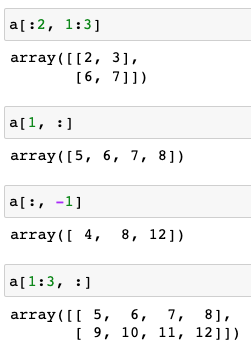 a[:2, 1:3]
array([[2, 3],
       [6, 7]])
a[1, :]
array([5, 6, 7, 8])
a[:, -1]
array([ 4,  8, 12])
a[1:3, :]
array([[ 5,  6,  7,  8],
       [ 9, 10, 11, 12]])